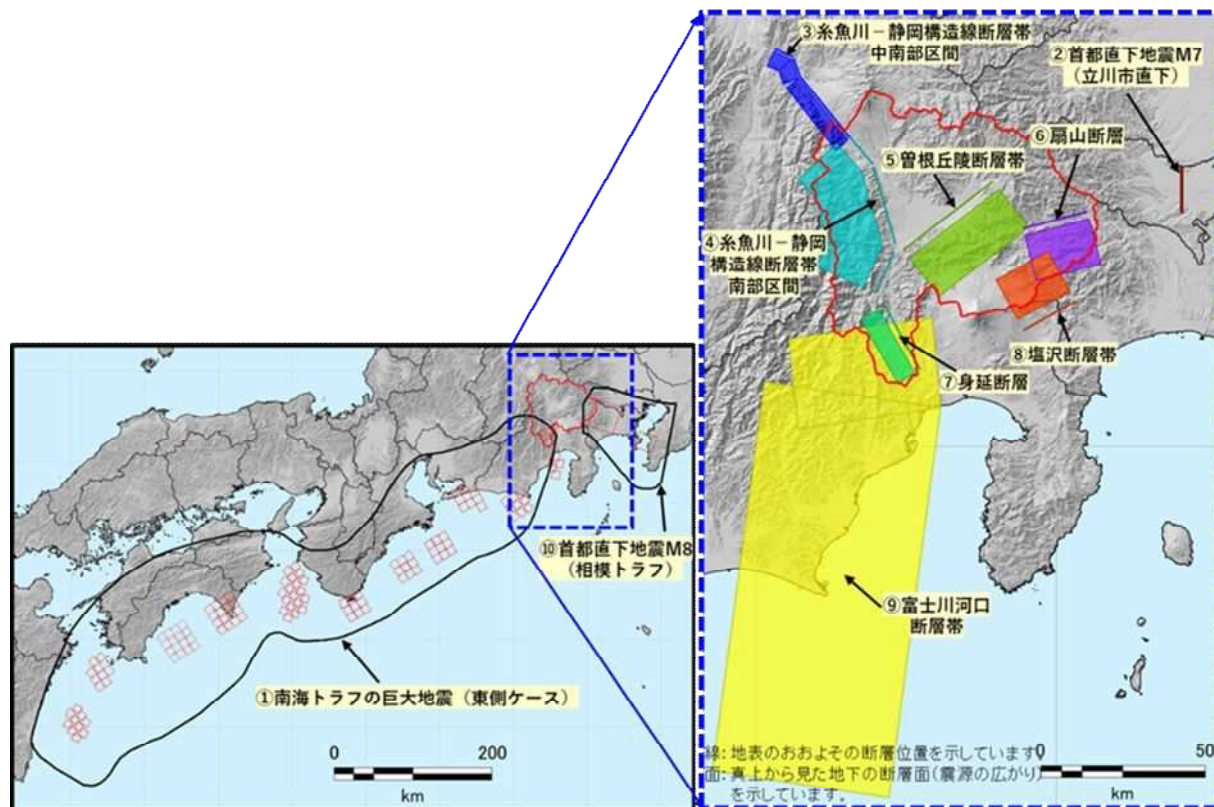 ③糸魚川－静岡構造線断層帯
中南部区間
②首都直下地震M7
（立川市直下）
⑥扇山断層
⑤曽根丘陵断層帯
④糸魚川－静岡
構造線断層帯
南部区間
⑧塩沢断層帯
⑦身延断層
⑨富士川河口
断層帯
線：地表のおおよその断層位置を示しています。
面：真上から見た地下の断層面（震源の広がり）
を示しています。
0 50
km
⑩首都直下地震M8
（相模トラフ）
①南海トラフの巨大地震（東側ケース）
0 200
km